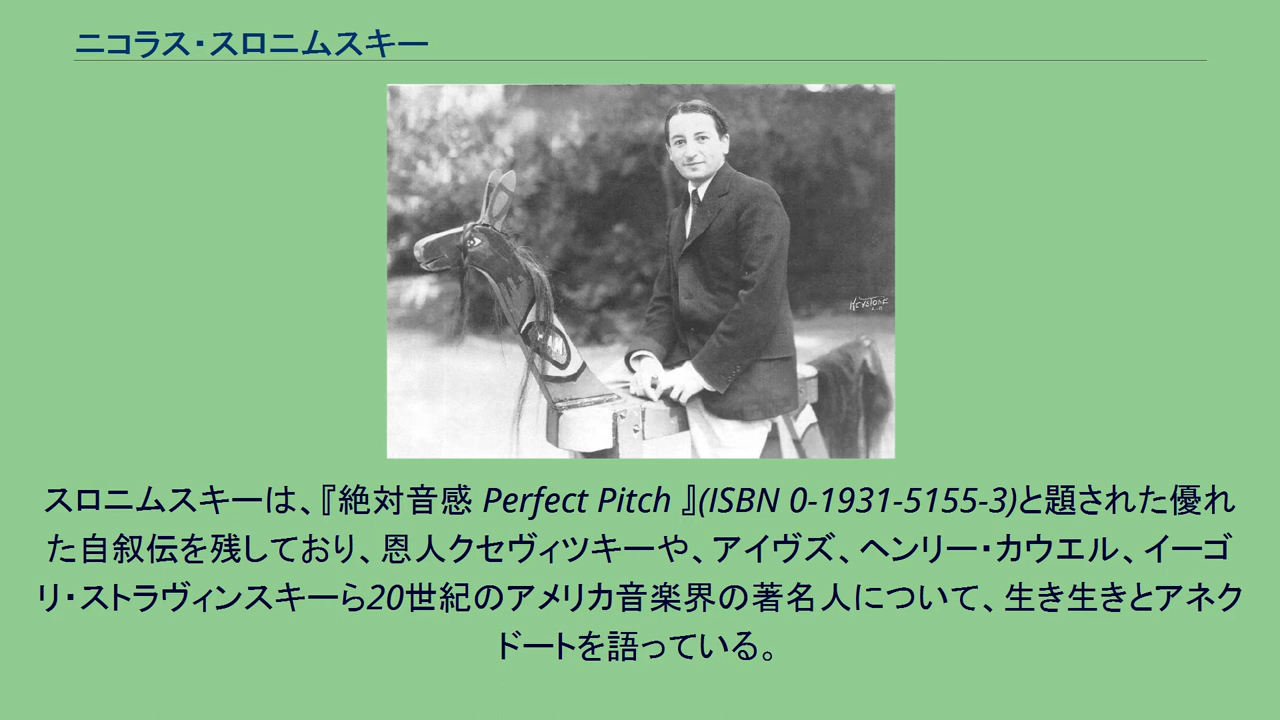 ニコラス・スロニムスキー
KEYSTONE
スロニムスキーは、『絶対音感 Perfect Pitch 』(ISBN 0-1931-5155-3)と題された優れ
た自叙伝を残しており、恩人クセヴィツキーや、アイヴズ、ヘンリー・カウエル、イーゴ
リ・ストラヴィンスキーら20世紀のアメリカ音楽界の著名人について、生き生きとアネク
ドートを語っている。